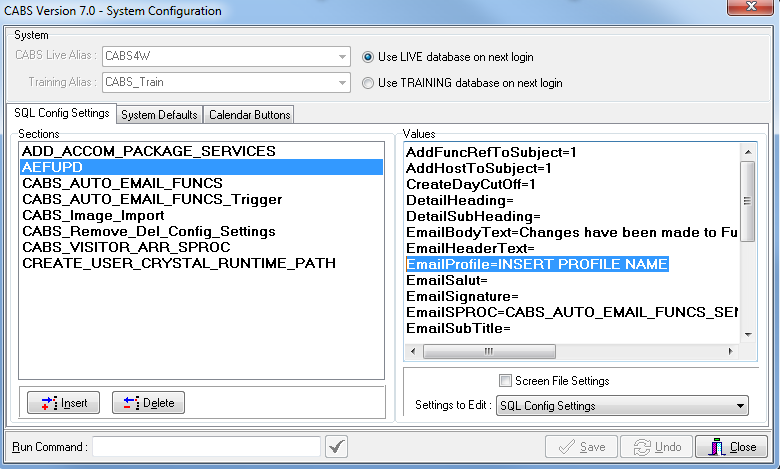 CABS Version 7.0 - System Configuration
System
CABS Live Alias : CABS4W Use LIVE database on next login
Training Alias : CABS_Train Use TRAINING database on next login
SQL Config Settings System Defaults Calendar Buttons
Sections
ADD_ACCOM_PACKAGE_SERVICES
AEFUPD
CABS_AUTO_EMAIL_FUNCS
CABS_AUTO_EMAIL_FUNCS_Trigger
CABS_Image_Import
CABS_Remove_Del_Config_Settings
CABS_VISITOR_ARR_SPROC
CREATE_USER_CRYSTAL_RUNTIME_PATH
Insert Delete
Values
AddFuncRefToSubject=1
AddHostToSubject=1
CreateDayCutOff=1
DetailHeading=
DetailSubHeading=
EmailBodyText=Changes have been made to Fu
EmailHeaderText=
EmailProfile=INSERT PROFILE NAME
EmailSalut=
EmailSignature=
EmailSPROC=CABS_AUTO_EMAIL_FUNCS_SEN
EmailSubTitle=
Screen File Settings
Settings to Edit : SQL Config Settings
Run Command : Save Undo Close